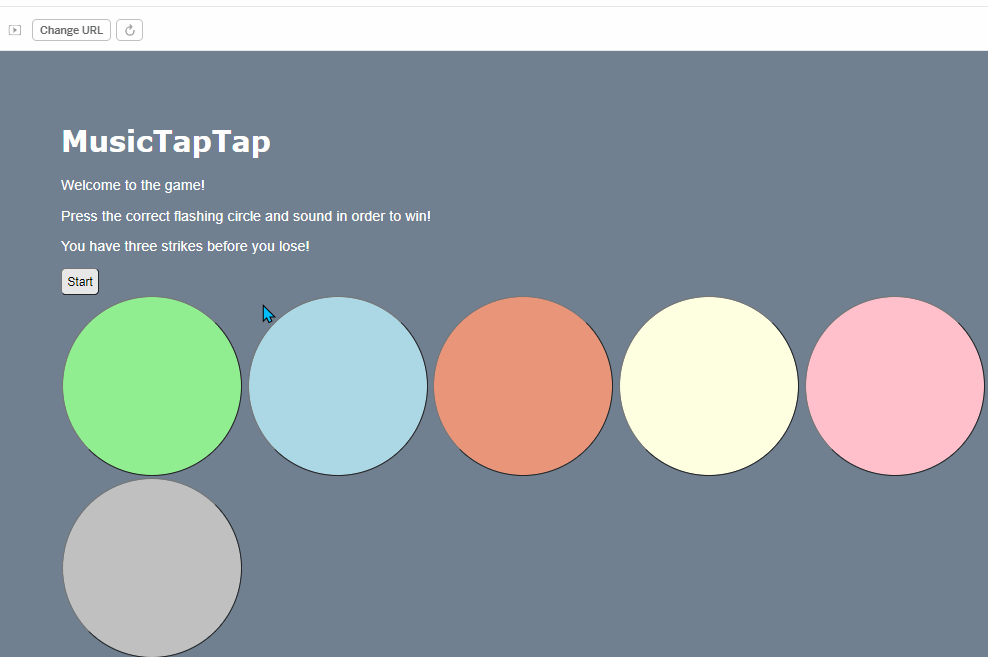 Change URL
MusicTapTap
Welcome to the game!
Press the correct flashing circle and sound in order to win!
You have three strikes before you lose!
Start